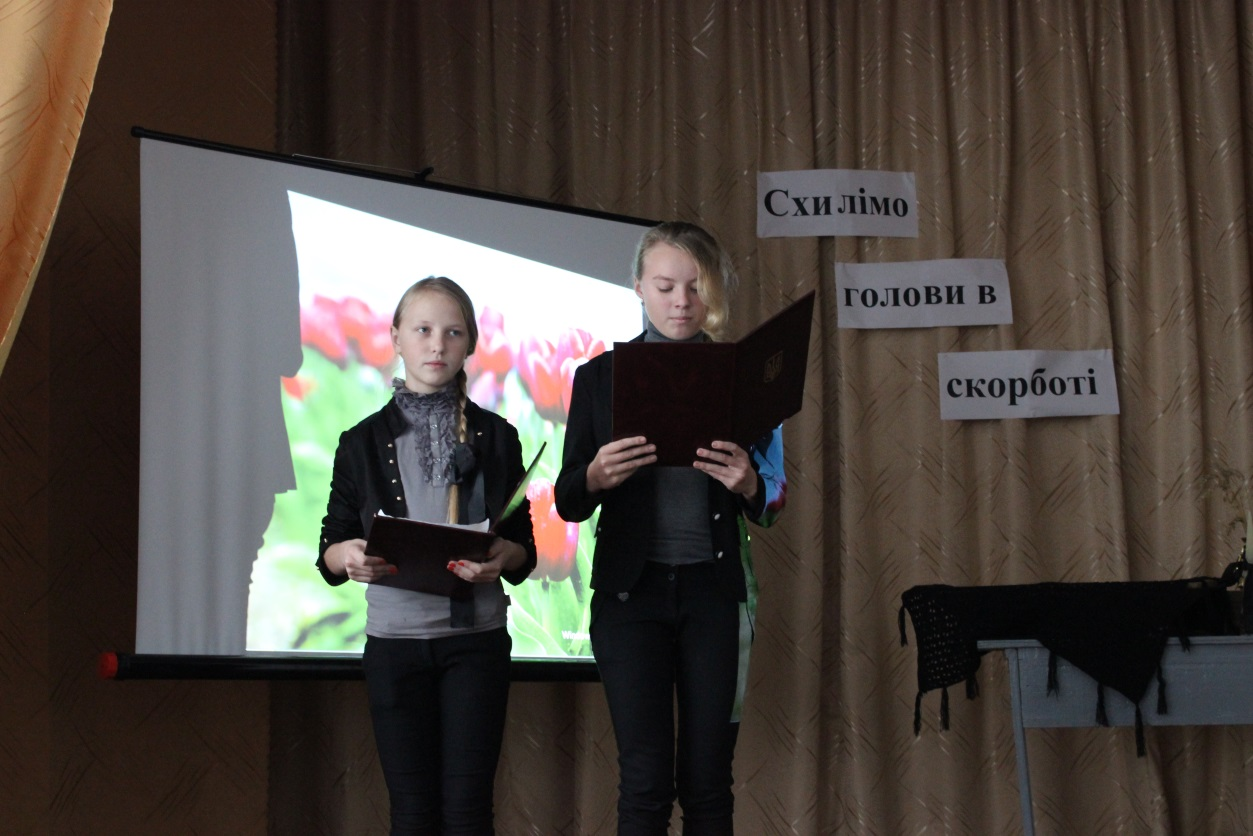 Схилімо
голови в
скорботі